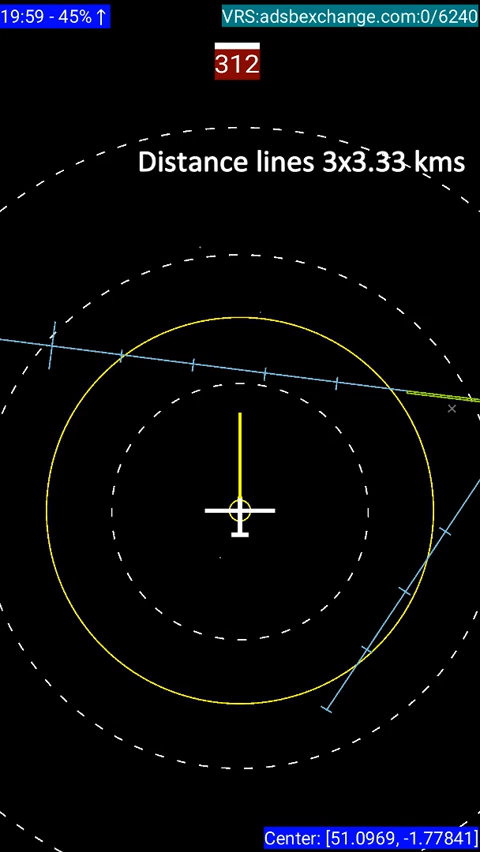 19:59 - 45% ↑
VRS:adsbexchange.com:0/6240
312
Distance lines 3x3.33 kms
Center: [51.0969, -1.77841]